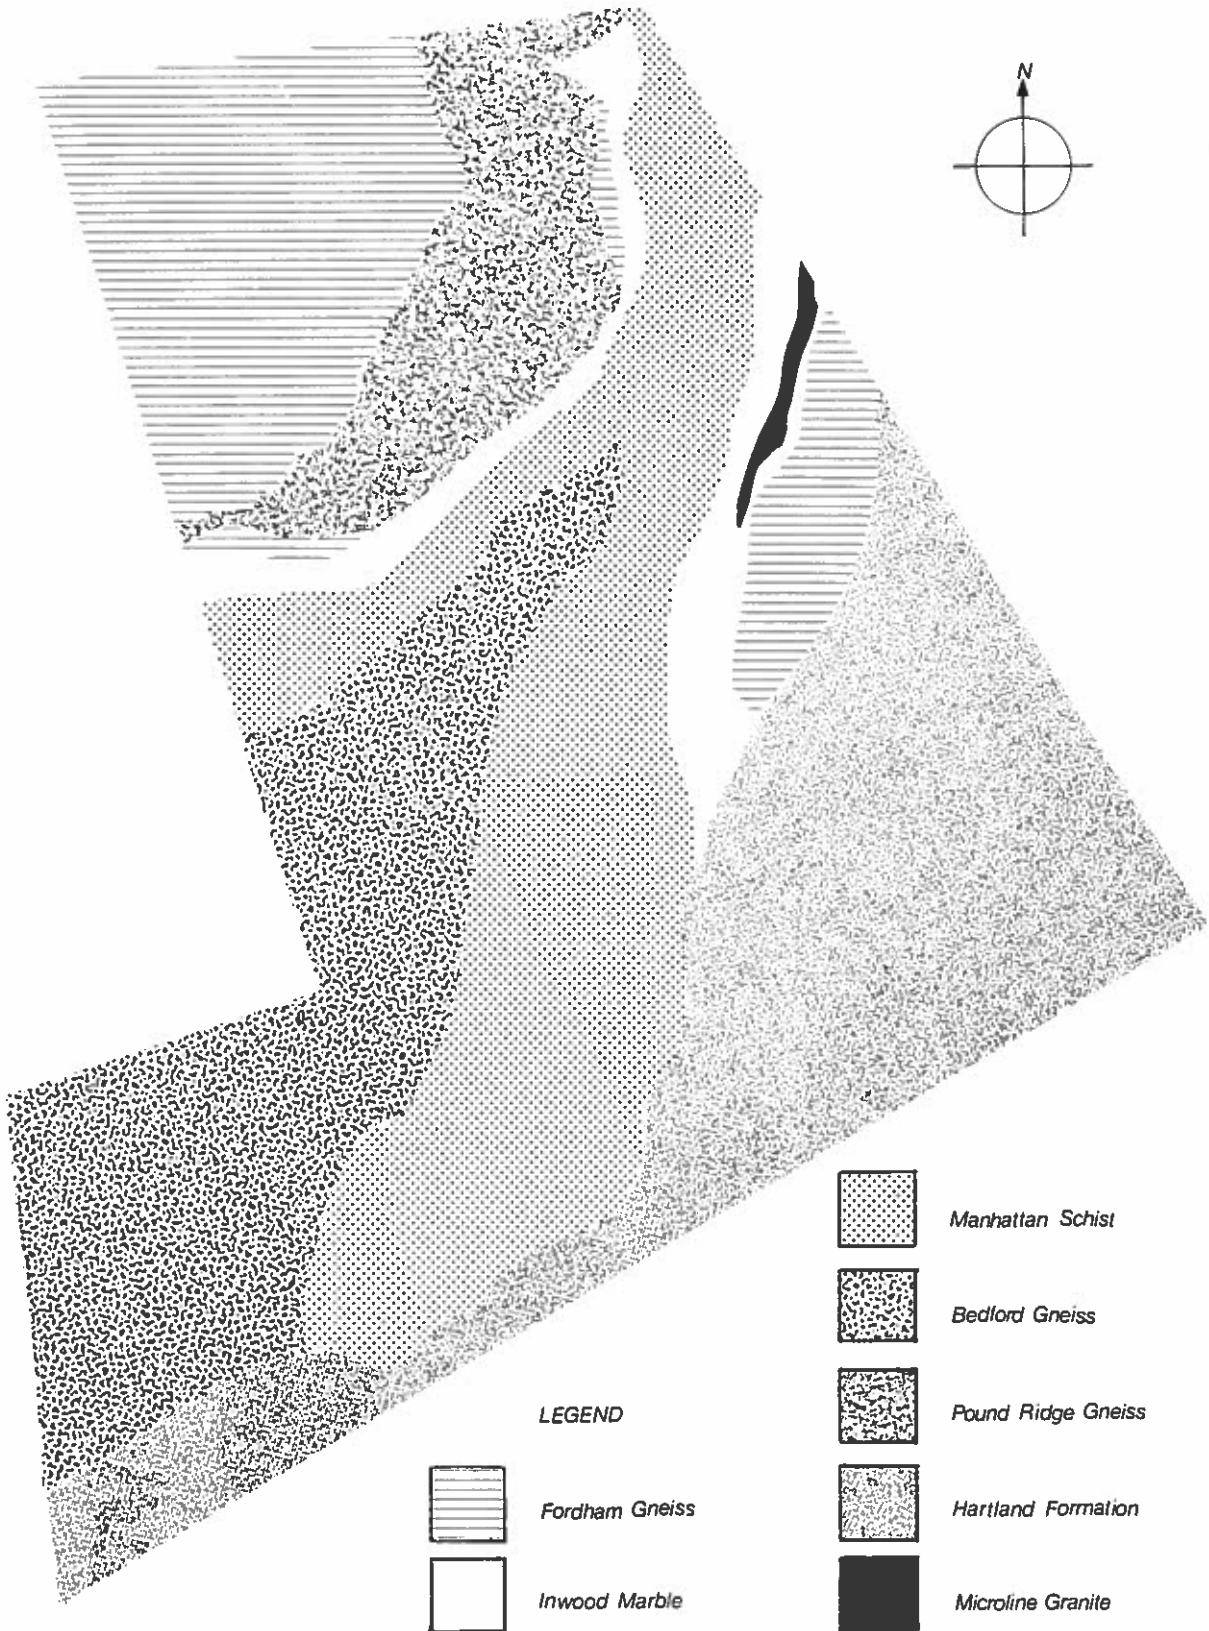 N
Manhattan Schist
Bedford Gneiss
LEGEND
Pound Ridge Gneiss
Fordham Gneiss
Hartland Formation
Inwood Marble
Microline Granite